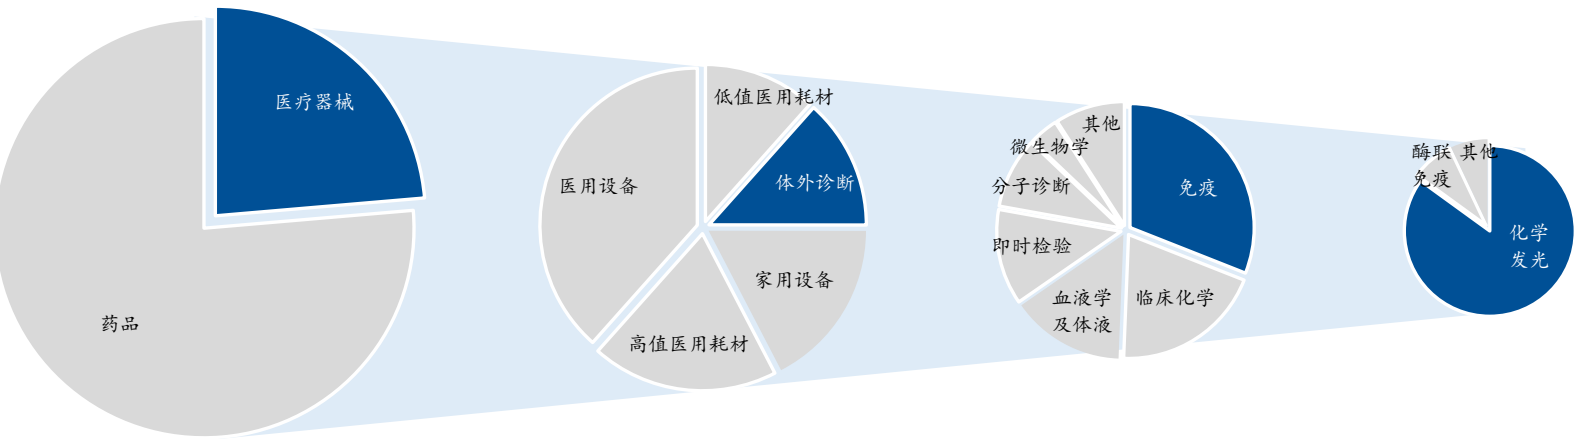 医疗器械
药品
低值医用耗材
体外诊断
医用设备
家用设备
高值医用耗材
其他
微生物学
分子诊断
免疫
即时检验
血液学
及体液
临床化学
酶联
免疫
其他
化学
发光